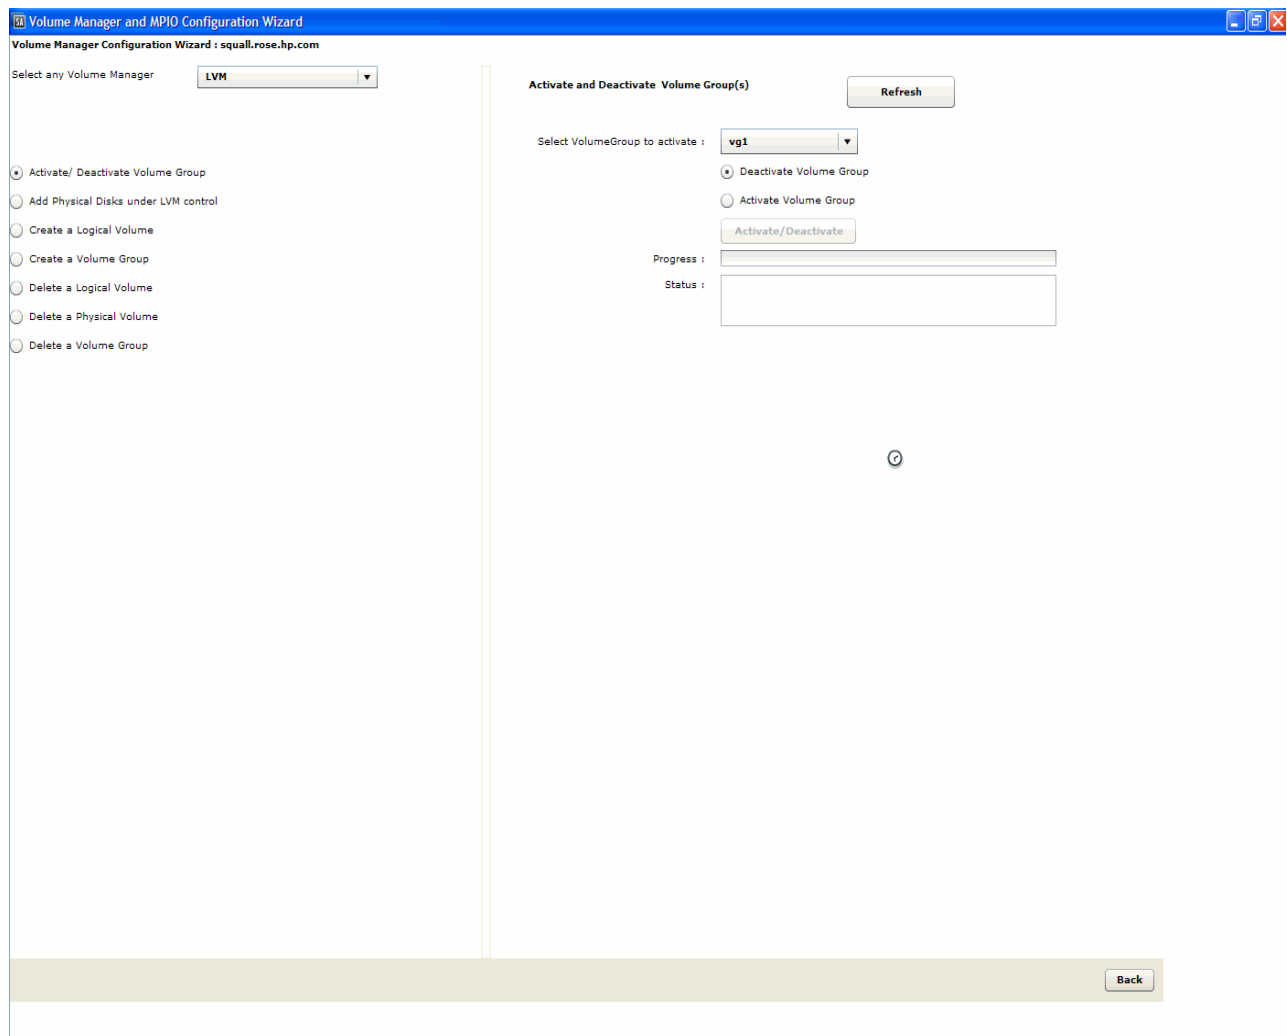 SA Volume Manager and MPIO Configuration Wizard
Volume Manager Configuration Wizard : squall.rose.hp.com
Select any Volume Manager LVM
Activate/ Deactivate Volume Group
Add Physical Disks under LVM control
Create a Logical Volume
Create a Volume Group
Delete a Logical Volume
Delete a Physical Volume
Delete a Volume Group
Activate and Deactivate Volume Group(s) Refresh
Select VolumeGroup to activate : vg1
Deactivate Volume Group
Activate Volume Group
Activate/Deactivate
Progress :
Status :
Back